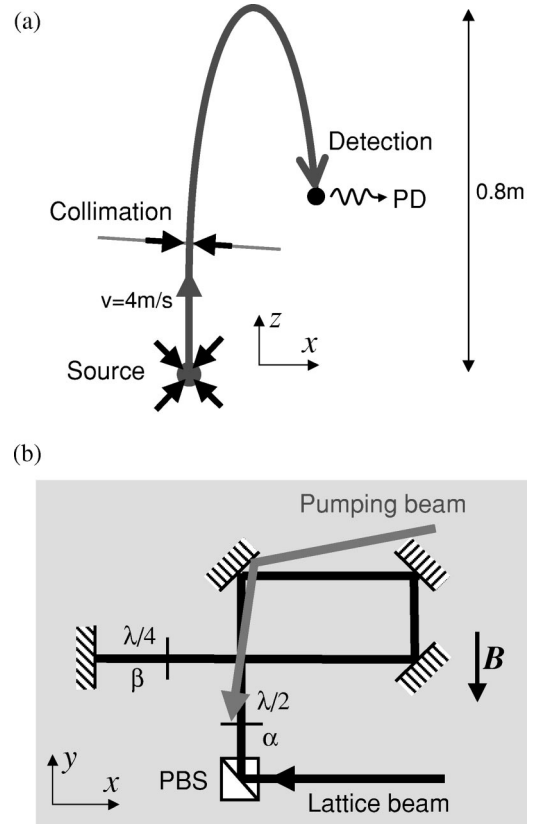 (a)
Detection
PD
0.8m
Collimation
v=4m/s
z
x
Source
(b)
Pumping beam
λ/4
β
B
λ/2
α
y
x
PBS
Lattice beam